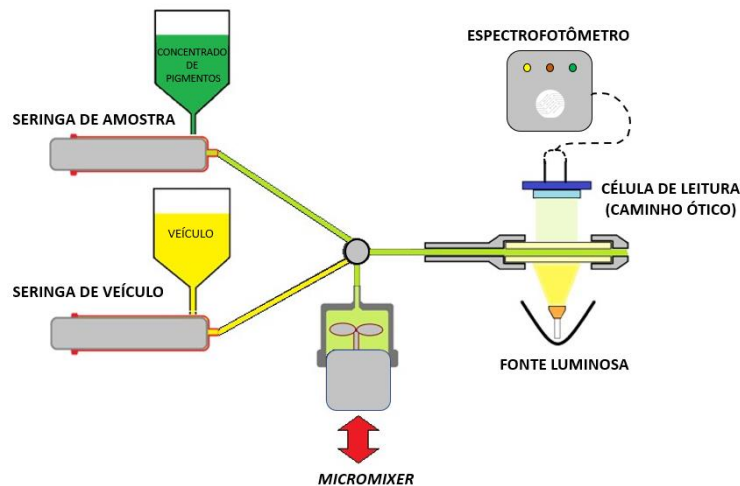 ESPECTROFOTÔMETRO
CONCENTRADO
DE
PIGMENTOS
SERINGA DE AMOSTRA
CÉLULA DE LEITURA
(CAMINHO ÓTICO)
VEÍCULO
SERINGA DE VEÍCULO
FONTE LUMINOSA
MICROMIXER